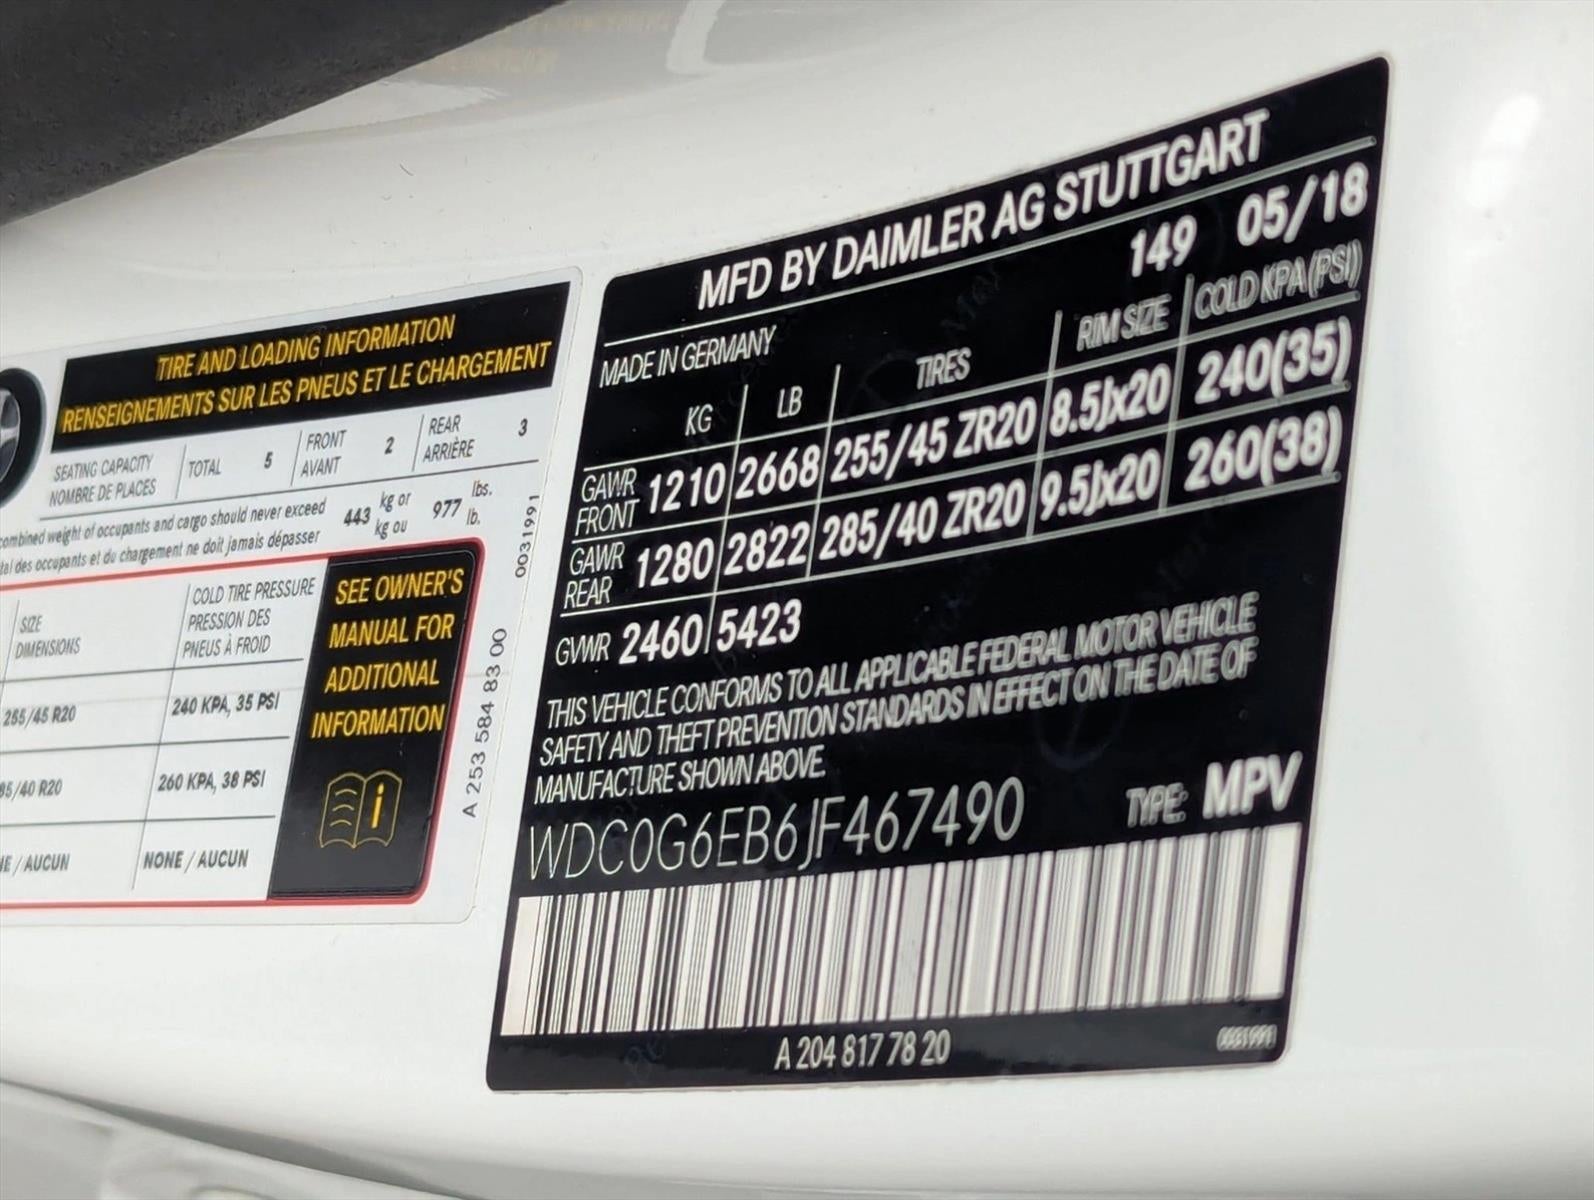 TIRE AND LOADING INFORMATION
RENSEIGNEMENTS SUR LES PNEUS ET LE CHARGEMENT
SEATING CAPACITY
NOMBRE DE PLACES
TOTAL 5
FRONT
AVANT
2
REAR
ARRIÈRE
3
combined weight of occupants and cargo should never exceed
des occupants et du chargement ne doit jamais dépasser
443 kg or
kg ou
977 lbs.
lb.
SIZE
DIMENSIONS
COLD TIRE PRESSURE
PRESSION DES
PNEUS À FROID
255/45 R20
240 KPA, 35 PSI
/40 R20
260 KPA, 38 PSI
/ AUCUN
NONE / AUCUN
SEE OWNER'S
MANUAL FOR
ADDITIONAL
INFORMATION
i
0031991
A 253 584 83 00
MFD BY DAIMLER AG STUTTGART
MADE IN GERMANY 149 05/18
KG LB TIRES RIM SIZE COLD KPA(PSI)
GAWR
FRONT
1210 2668 255/45 ZR20 8.5Jx20 240(35)
GAWR
REAR
1280 2822 285/40 ZR20 9.5Jx20 260(38)
GVWR 2460 5423
THIS VEHICLE CONFORMS TO ALL APPLICABLE FEDERAL MOTOR VEHICLE
SAFETY AND THEFT PREVENTION STANDARDS IN EFFECT ON THE DATE OF
MANUFACTURE SHOWN ABOVE.
WDC0G6EB6JF467490 TYPE: MPV
A 204 817 78 20
0031991